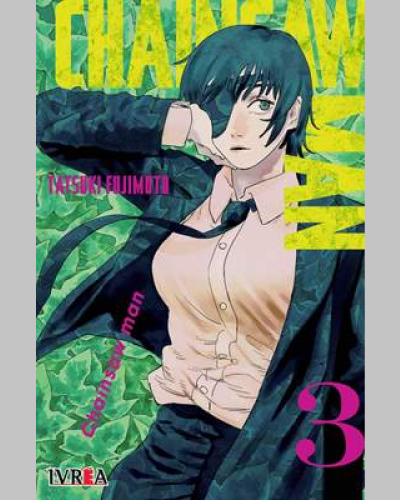 CHAINSAW
MAN
TATSUKI FUJIMOTO
Chainsaw man
3
IVREA